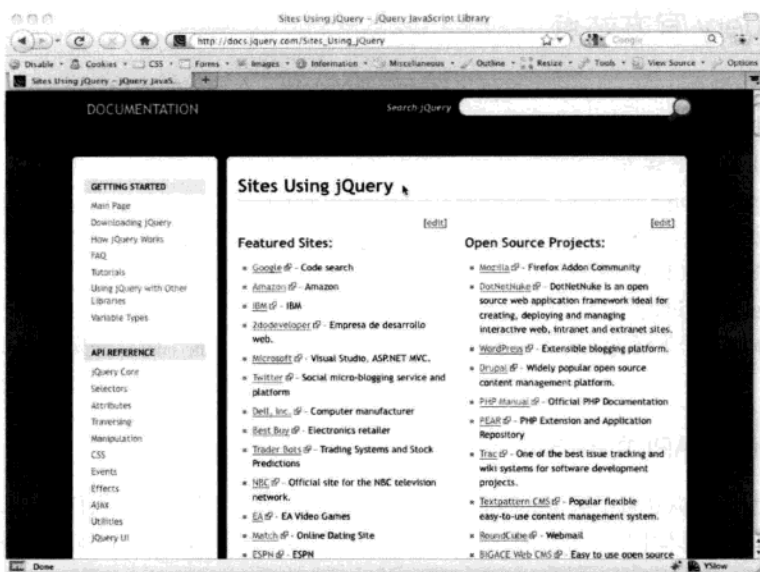 Sites Using jQuery - jQuery JavaScript Library
http://docs.jquery.com/Sites_Using_jQuery
Google
Disable Cookies CSS Forms Images Information Miscellaneous Outline Resize Tools View Source Options
Sites Using jQuery - jQuery JavaS...
DOCUMENTATION
Search jQuery
GETTING STARTED
Main Page
Downloading jQuery
How jQuery Works
FAQ
Tutorials
Using jQuery with Other
Libraries
Variable Types
API REFERENCE
jQuery Core
Selectors
Attributes
Traversing
Manipulation
CSS
Events
Effects
Ajax
Utilities
jQuery UI
Sites Using jQuery
[edit]
Featured Sites:
Google - Code search
Amazon - Amazon
IBM - IBM
2dodeveloper - Empresa de desarrollo
web.
Microsoft - Visual Studio, ASP.NET MVC.
Twitter - Social micro-blogging service and
platform
Dell, Inc. - Computer manufacturer
Best Buy - Electronics retailer
Trader Bots - Trading Systems and Stock
Predictions
NBC - Official site for the NBC television
network.
EA - EA Video Games
Match - Online Dating Site
ESPN - ESPN
[edit]
Open Source Projects:
Mozilla - Firefox Addon Community
DotNetNuke - DotNetNuke is an open
source web application framework ideal for
creating, deploying and managing
interactive web, intranet and extranet sites.
WordPress - Extensible blogging platform.
Drupal - Widely popular open source
content management platform.
PHP Manual - Official PHP Documentation
PEAR - PHP Extension and Application
Repository
Trac - One of the best issue tracking and
wiki systems for software development
projects.
Textpattern CMS - Popular flexible
easy-to-use content management system.
RoundCube - Webmail
BIGACE Web CMS - Easy to use open source
Done
YSlow